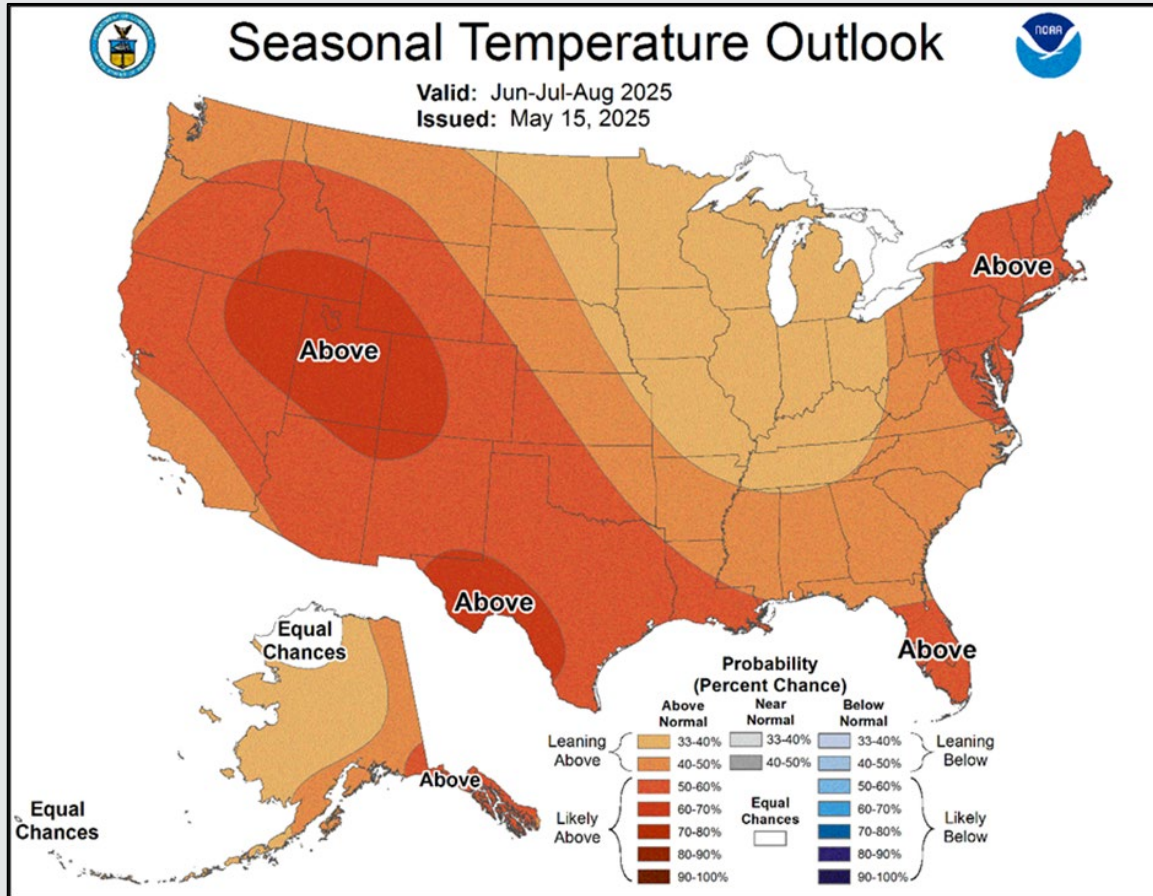 Seasonal Temperature Outlook
NOAA
Valid: Jun-Jul-Aug 2025
Issued: May 15, 2025
Above
Above
Above
Above
Equal
Chances
Above
Equal
Chances
Probability
(Percent Chance)
Above
Normal
Near
Normal
Below
Normal
Leaning
Above
33-40%
33-40%
33-40%
Leaning
Below
40-50%
40-50%
40-50%
Likely
Above
50-60%
60-70%
70-80%
80-90%
90-100%
Equal
Chances
50-60%
60-70%
70-80%
80-90%
90-100%
Likely
Below